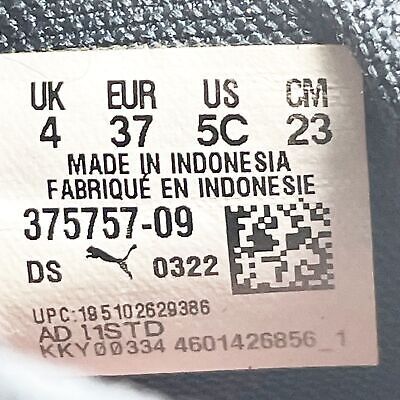 UK EUR US CM
4 37 5C 23
MADE IN INDONESIA
FABRIQUÉ EN INDONESIE
375757-09
DS 0322
UPC:195102629386
AD 11STD
KKY00334 4601426856_1